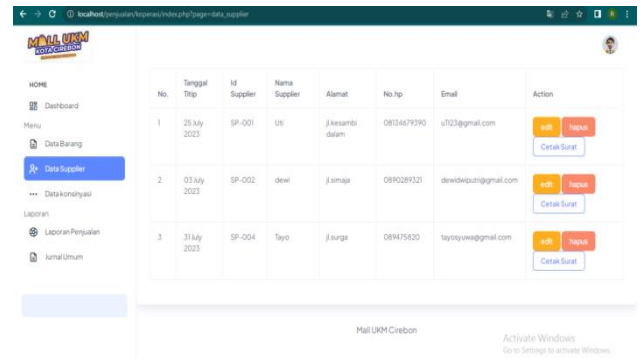 localhost/penjualan/koperasi/index.php?page=data_supplier
MALL UKM
KOTA CIREBON
HOME
Dashboard
Menu
Data Barang
Data Supplier
Data konsinyasi
Laporan
Laporan Penjualan
Jurnal Umum
No. Tanggal Titip Id Supplier Nama Supplier Alamat No.hp Email Action
1 25 July 2023 SP-001 Uti jl.kesambi dalam 08134679390 u1123@gmail.com edit hapus
Cetak Surat
2 03 July 2023 SP-002 dewi jl.simaja 0890289321 dewidwiputri@gmail.com edit hapus
Cetak Surat
3 31 July 2023 SP-004 Tayo jl.surga 089475820 tayosyuwa@gmail.com edit hapus
Cetak Surat
Mall UKM Cirebon
Activate Windows
Go to Settings to activate Windows.